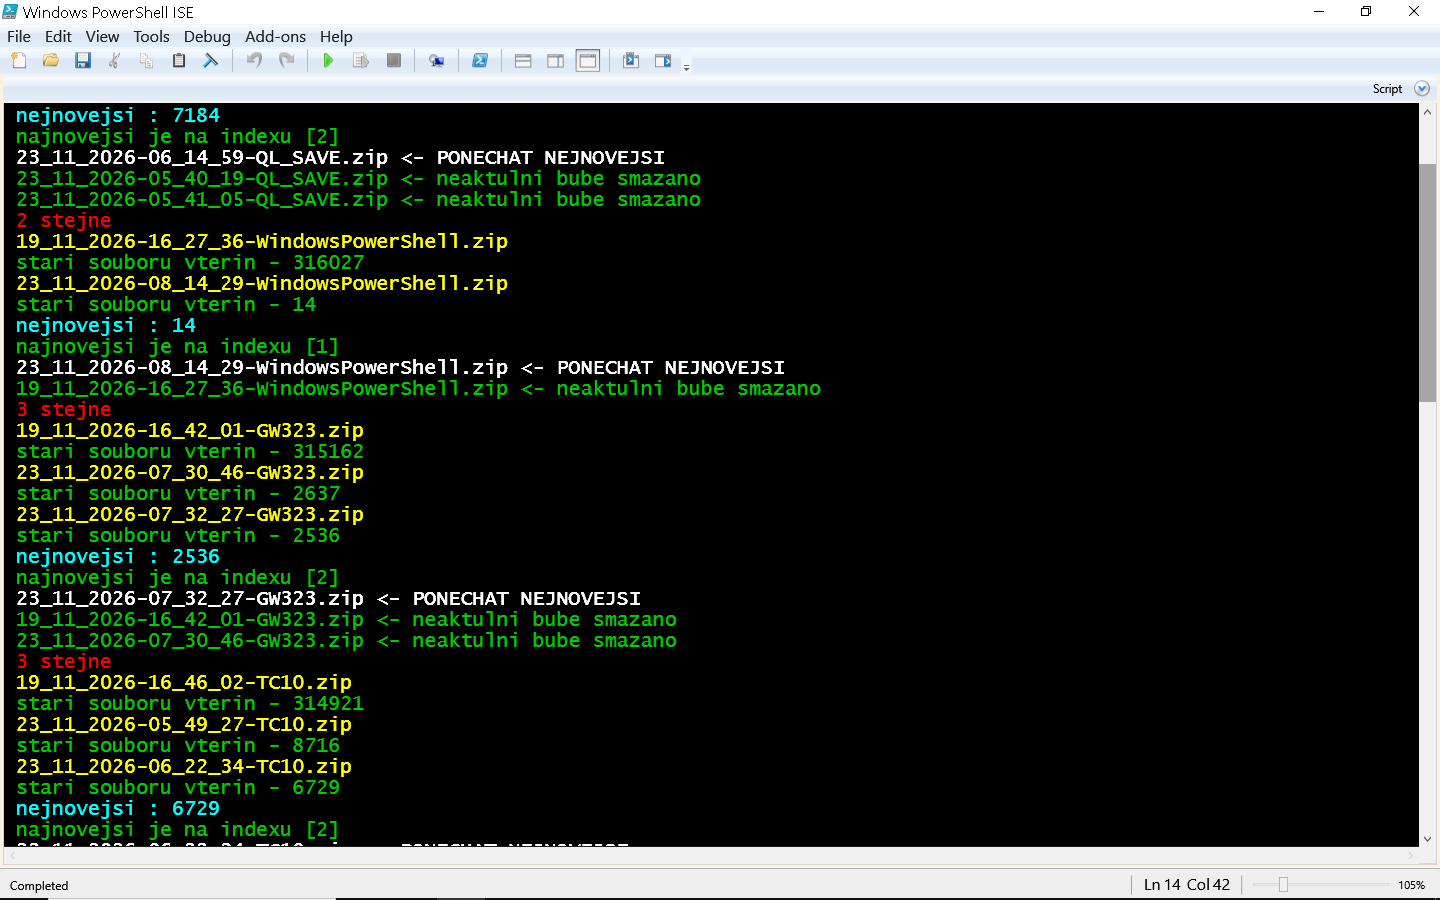 Windows PowerShell ISE
File Edit View Tools Debug Add-ons Help
Script
nejnovejsi : 7184
najnovejsi je na indexu [2]
23_11_2026-06_14_59-QL_SAVE.zip <- PONECHAT NEJNOVEJSI
23_11_2026-05_40_19-QL_SAVE.zip <- neaktulni bube smazano
23_11_2026-05_41_05-QL_SAVE.zip <- neaktulni bube smazano
2 stejne
19_11_2026-16_27_36-WindowsPowerShell.zip
stari souboru vterin - 316027
23_11_2026-08_14_29-WindowsPowerShell.zip
stari souboru vterin - 14
nejnovejsi : 14
najnovejsi je na indexu [1]
23_11_2026-08_14_29-WindowsPowerShell.zip <- PONECHAT NEJNOVEJSI
19_11_2026-16_27_36-WindowsPowerShell.zip <- neaktulni bube smazano
3 stejne
19_11_2026-16_42_01-GW323.zip
stari souboru vterin - 315162
23_11_2026-07_30_46-GW323.zip
stari souboru vterin - 2637
23_11_2026-07_32_27-GW323.zip
stari souboru vterin - 2536
nejnovejsi : 2536
najnovejsi je na indexu [2]
23_11_2026-07_32_27-GW323.zip <- PONECHAT NEJNOVEJSI
19_11_2026-16_42_01-GW323.zip <- neaktulni bube smazano
23_11_2026-07_30_46-GW323.zip <- neaktulni bube smazano
3 stejne
19_11_2026-16_46_02-TC10.zip
stari souboru vterin - 314921
23_11_2026-05_49_27-TC10.zip
stari souboru vterin - 8716
23_11_2026-06_22_34-TC10.zip
stari souboru vterin - 6729
nejnovejsi : 6729
najnovejsi je na indexu [2]
Completed
Ln 14 Col 42
105%